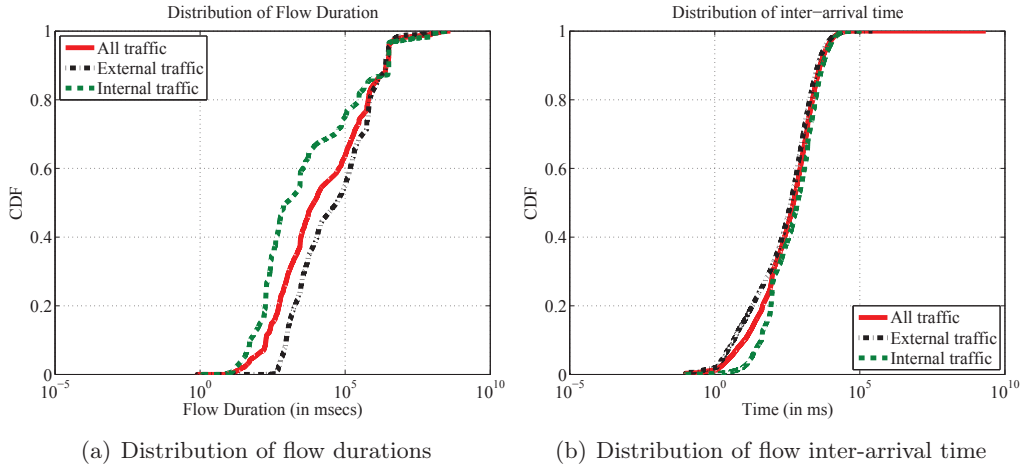 Distribution of Flow Duration
1
0.8
0.6
0.4
0.2
0
CDF
All traffic
External traffic
Internal traffic
10^−5
10^0
10^5
10^10
Flow Duration (in msecs)
(a) Distribution of flow durations
Distribution of inter−arrival time
1
0.8
0.6
0.4
0.2
0
CDF
All traffic
External traffic
Internal traffic
10^−5
10^0
10^5
10^10
Time (in ms)
(b) Distribution of flow inter-arrival time